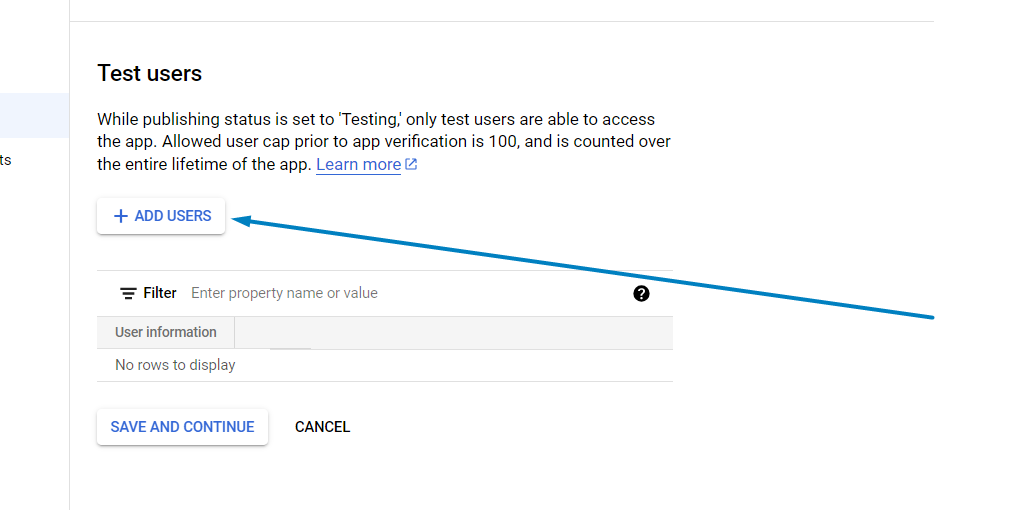 Test users
While publishing status is set to 'Testing,' only test users are able to access
the app. Allowed user cap prior to app verification is 100, and is counted over
the entire lifetime of the app. Learn more
ts
ADD USERS
Filter Enter property name or value
User information
No rows to display
SAVE AND CONTINUE CANCEL